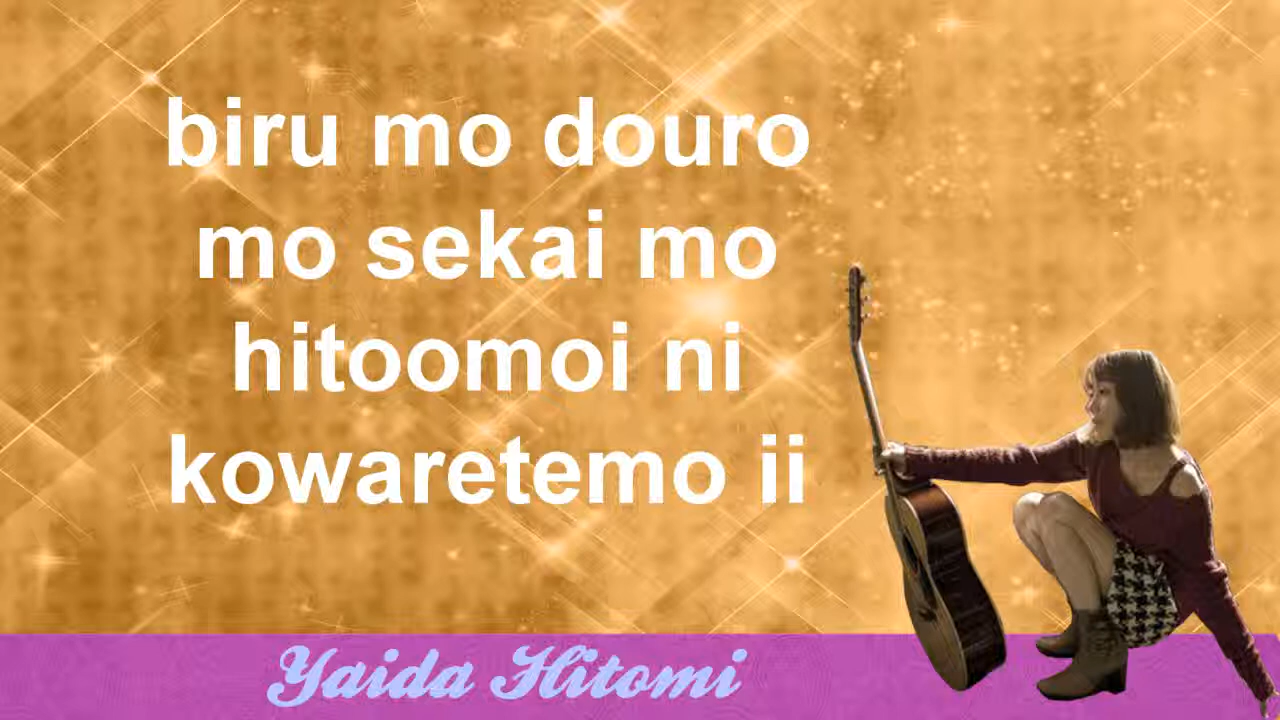 biru mo douro
mo sekai mo
hitoomoi ni
kowaretemo ii
Yaida Hitomi